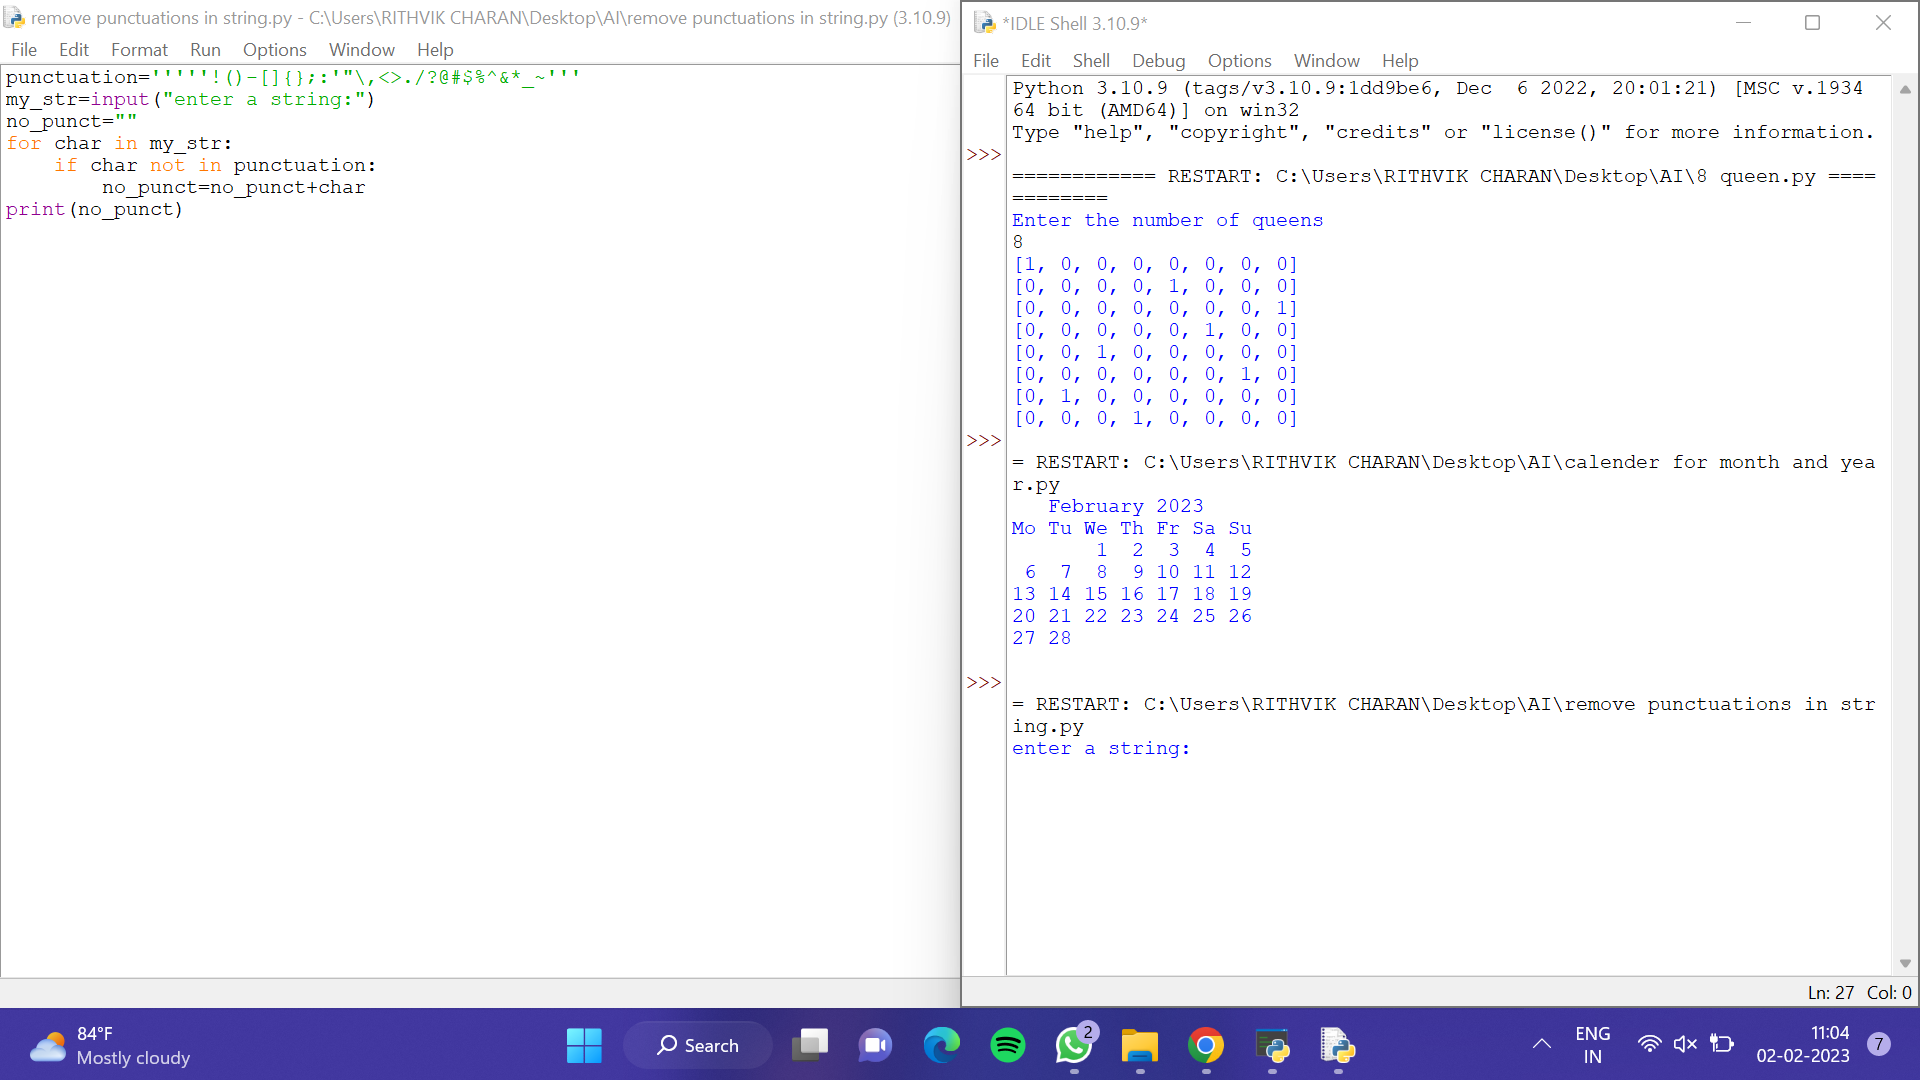 remove punctuations in string.py - C:\Users\RITHVIK CHARAN\Desktop\AI\remove punctuations in string.py (3.10.9)
File Edit Format Run Options Window Help
punctuation='''''!()-[]{};:'"\,<>./?@#$%^&*_~'''
my_str=input("enter a string:")
no_punct=""
for char in my_str:
    if char not in punctuation:
        no_punct=no_punct+char
print(no_punct)
*IDLE Shell 3.10.9*
File Edit Shell Debug Options Window Help
Python 3.10.9 (tags/v3.10.9:1dd9be6, Dec  6 2022, 20:01:21) [MSC v.1934
64 bit (AMD64)] on win32
Type "help", "copyright", "credits" or "license()" for more information.
>>>
============ RESTART: C:\Users\RITHVIK CHARAN\Desktop\AI\8 queen.py ====
========
Enter the number of queens
8
[1, 0, 0, 0, 0, 0, 0, 0]
[0, 0, 0, 0, 1, 0, 0, 0]
[0, 0, 0, 0, 0, 0, 0, 1]
[0, 0, 0, 0, 0, 1, 0, 0]
[0, 0, 1, 0, 0, 0, 0, 0]
[0, 0, 0, 0, 0, 0, 1, 0]
[0, 1, 0, 0, 0, 0, 0, 0]
[0, 0, 0, 1, 0, 0, 0, 0]
>>>
= RESTART: C:\Users\RITHVIK CHARAN\Desktop\AI\calender for month and yea
r.py
   February 2023
Mo Tu We Th Fr Sa Su
       1  2  3  4  5
 6  7  8  9 10 11 12
13 14 15 16 17 18 19
20 21 22 23 24 25 26
27 28
>>>
= RESTART: C:\Users\RITHVIK CHARAN\Desktop\AI\remove punctuations in str
ing.py
enter a string:
Ln: 27 Col: 0
84°F
Mostly cloudy
Search
2
ENG
IN
11:04
02-02-2023
7